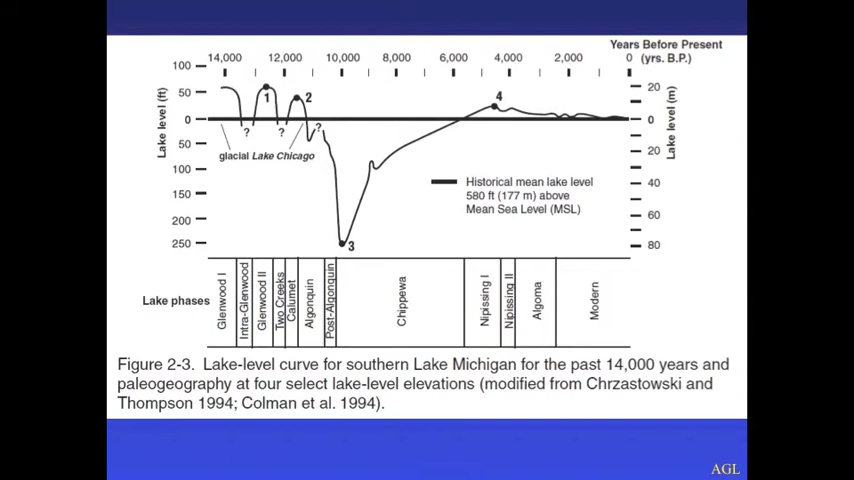 Years Before Present
14,000 12,000 10,000 8,000 6,000 4,000 2,000 0 (yrs. B.P.)
100
50
0
50
100
150
200
250
Lake level (ft)
20
0
20
40
60
80
Lake level (m)
1
2
3
4
? ? ?
glacial Lake Chicago
Historical mean lake level
580 ft (177 m) above
Mean Sea Level (MSL)
Lake phases
Glenwood I
Intra-Glenwood
Glenwood II
Two Creeks
Calumet
Algonquin
Post-Algonquin
Chippewa
Nipissing I
Nipissing II
Algoma
Modern
Figure 2-3. Lake-level curve for southern Lake Michigan for the past 14,000 years and
paleogeography at four select lake-level elevations (modified from Chrzastowski and
Thompson 1994; Colman et al. 1994).
AGL